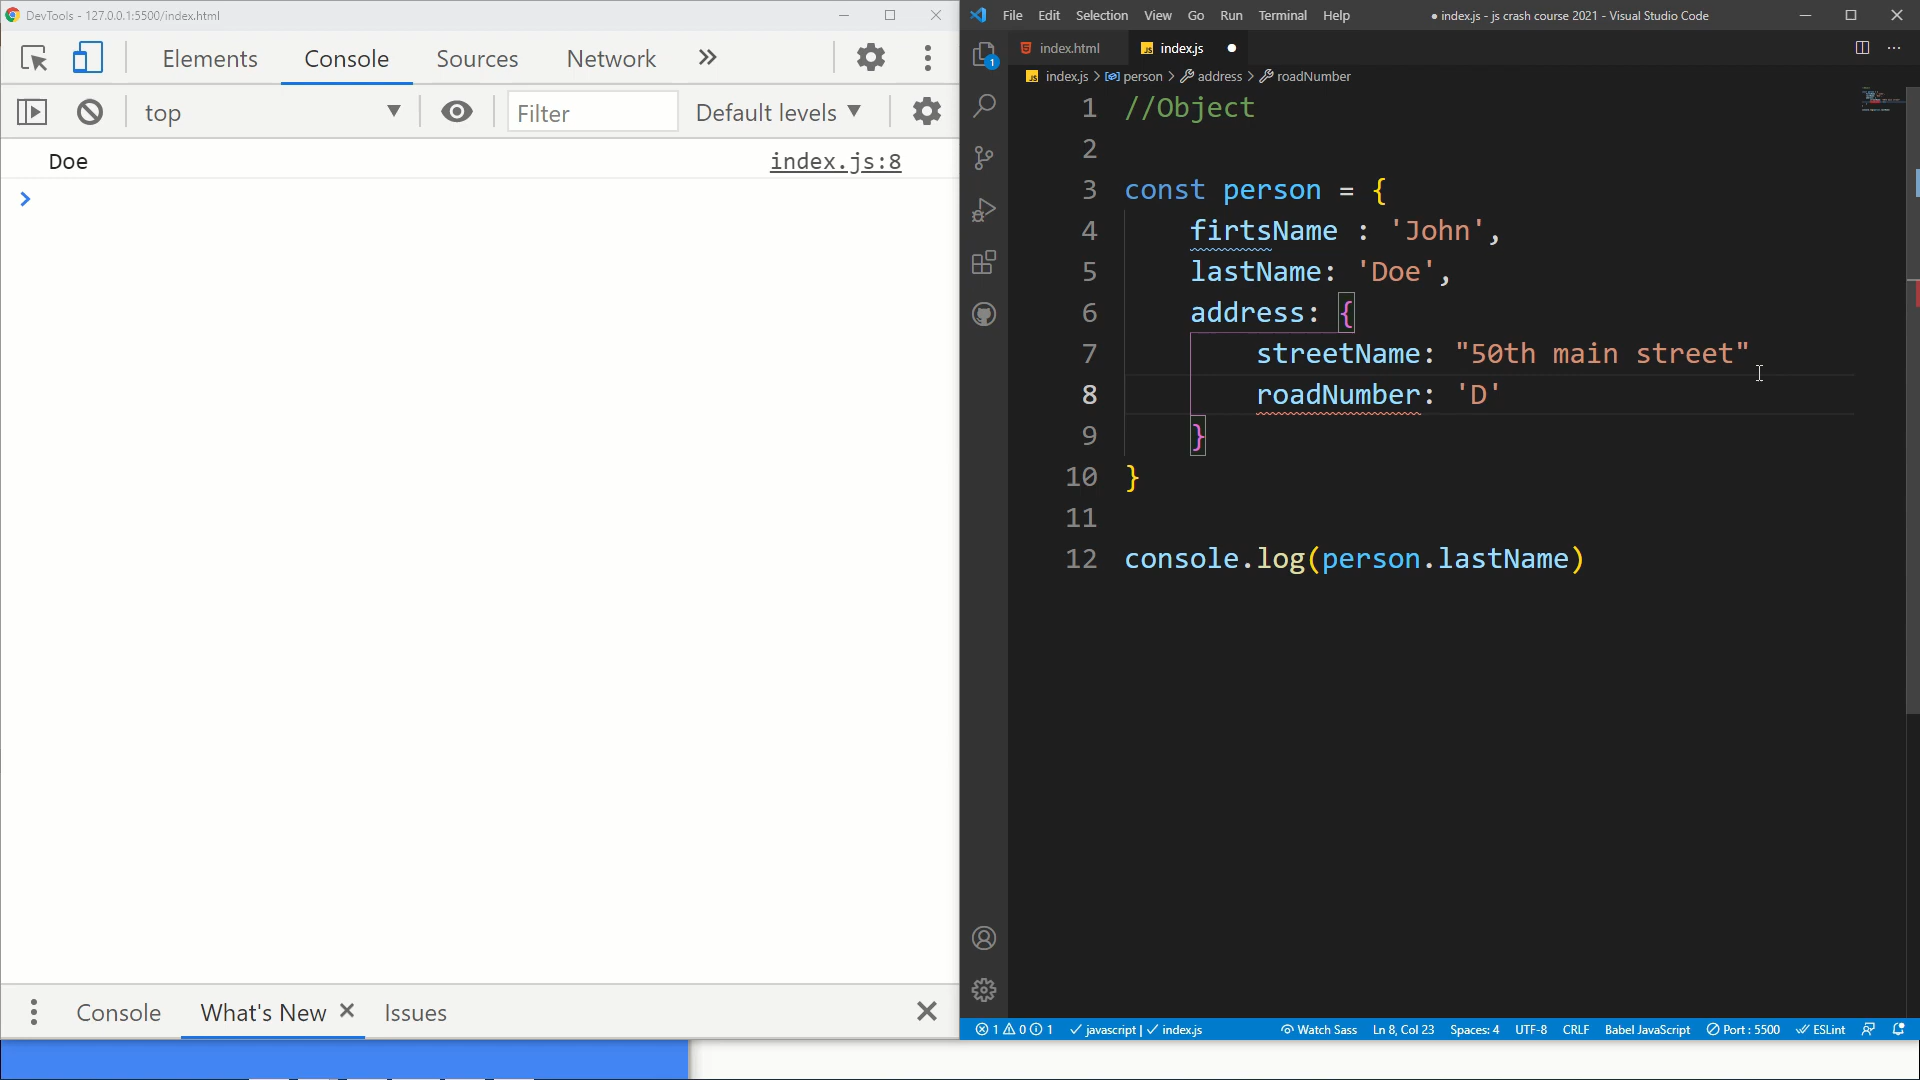 DevTools - 127.0.0.1:5500/index.html
Elements Console Sources Network
top Filter Default levels
Doe index.js:8
Console What's New Issues
File Edit Selection View Go Run Terminal Help ● index.js - js crash course 2021 - Visual Studio Code
index.html JS index.js
JS index.js > person > address > roadNumber
1 //Object
2
3 const person = {
4 firtsName : 'John',
5 lastName: 'Doe',
6 address: {
7 streetName: "50th main street"
8 roadNumber: 'D'
9 }
10 }
11
12 console.log(person.lastName)
1
1 0 1 javascript | index.js Watch Sass Ln 8, Col 23 Spaces: 4 UTF-8 CRLF Babel JavaScript Port : 5500 ESLint